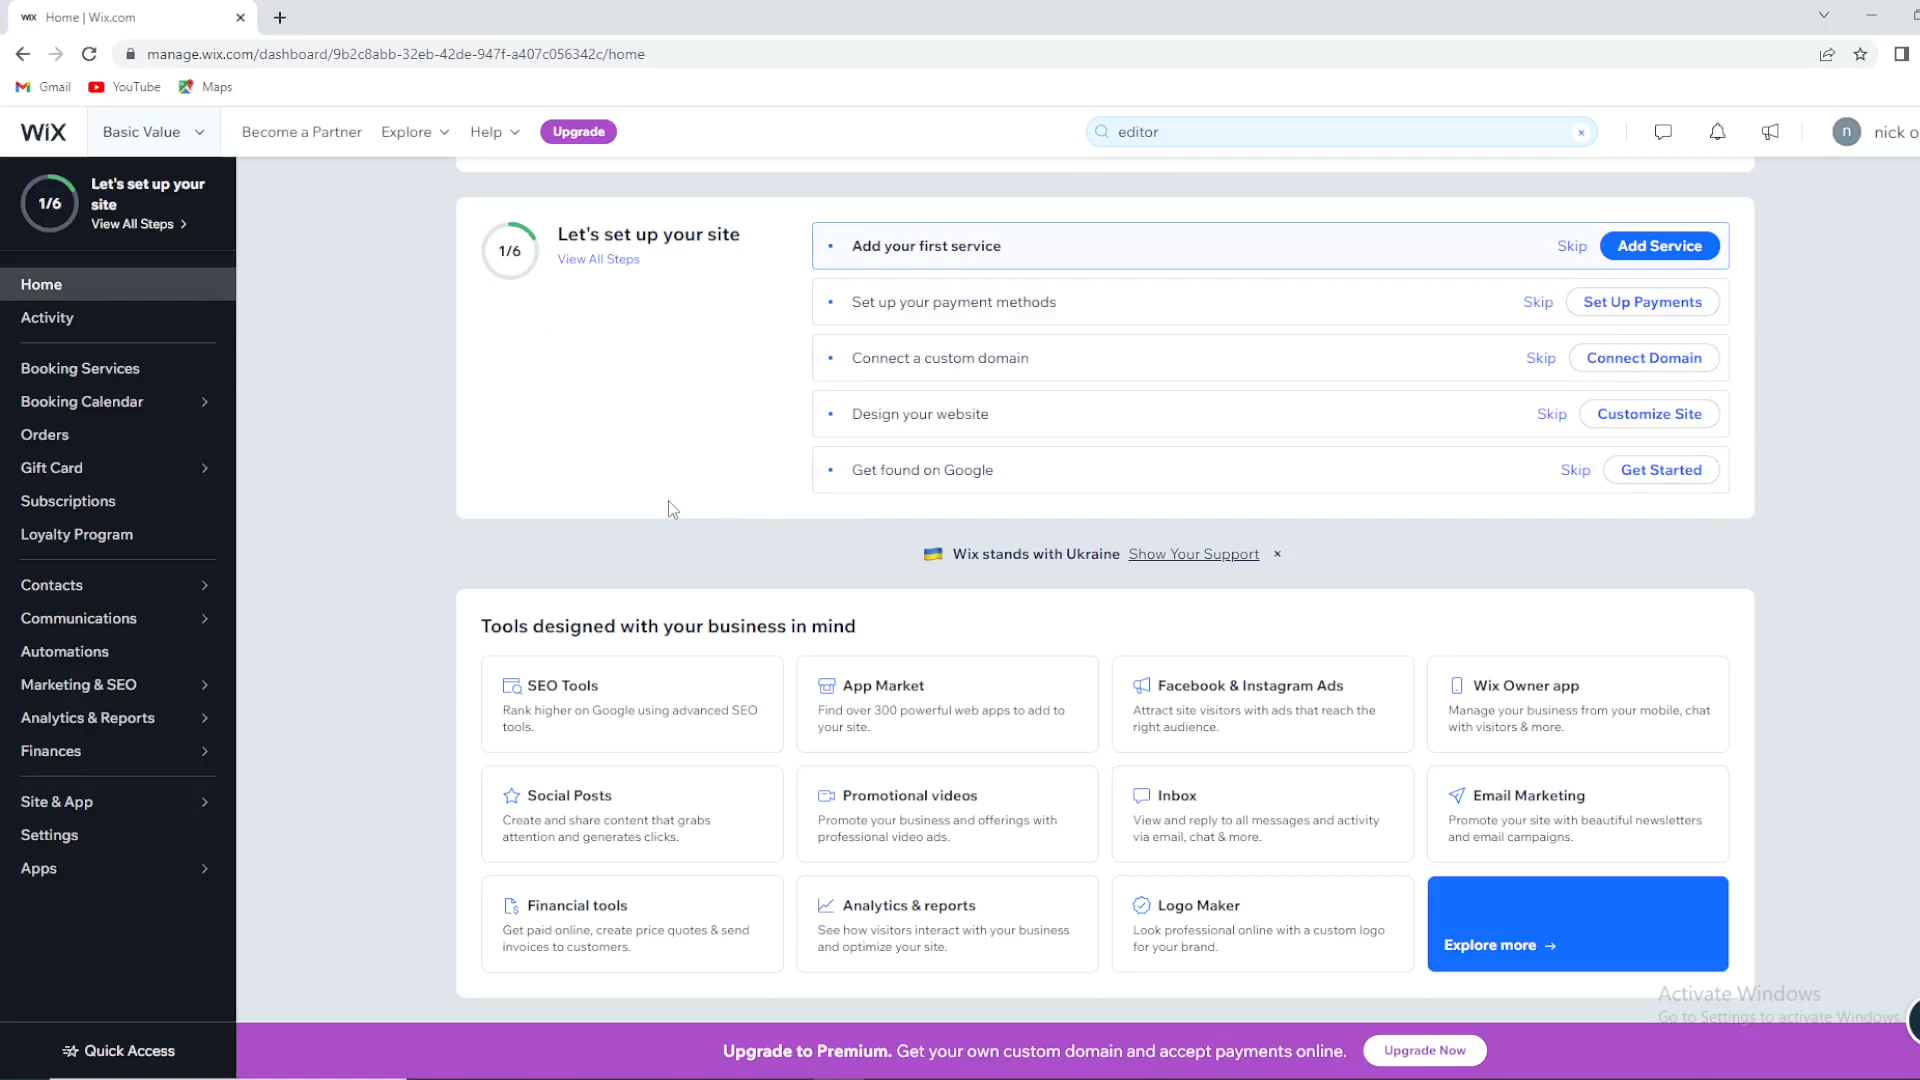 WiX Home | Wix.com
manage.wix.com/dashboard/9b2c8abb-32eb-42de-947f-a407c056342c/home
Gmail YouTube Maps
WiX Basic Value Become a Partner Explore Help Upgrade editor n nick o
1/6
Let's set up your
site
View All Steps
Home
Activity
Booking Services
Booking Calendar
Orders
Gift Card
Subscriptions
Loyalty Program
Contacts
Communications
Automations
Marketing & SEO
Analytics & Reports
Finances
Site & App
Settings
Apps
Quick Access
1/6
Let's set up your site
View All Steps
Add your first service Skip Add Service
Set up your payment methods Skip Set Up Payments
Connect a custom domain Skip Connect Domain
Design your website Skip Customize Site
Get found on Google Skip Get Started
Wix stands with Ukraine Show Your Support
Tools designed with your business in mind
SEO Tools
Rank higher on Google using advanced SEO
tools.
App Market
Find over 300 powerful web apps to add to
your site.
Facebook & Instagram Ads
Attract site visitors with ads that reach the
right audience.
Wix Owner app
Manage your business from your mobile, chat
with visitors & more.
Social Posts
Create and share content that grabs
attention and generates clicks.
Promotional videos
Promote your business and offerings with
professional video ads.
Inbox
View and reply to all messages and activity
via email, chat & more.
Email Marketing
Promote your site with beautiful newsletters
and email campaigns.
Financial tools
Get paid online, create price quotes & send
invoices to customers.
Analytics & reports
See how visitors interact with your business
and optimize your site.
Logo Maker
Look professional online with a custom logo
for your brand.
Explore more →
Activate Windows
Go to Settings to activate Windows.
Upgrade to Premium. Get your own custom domain and accept payments online. Upgrade Now